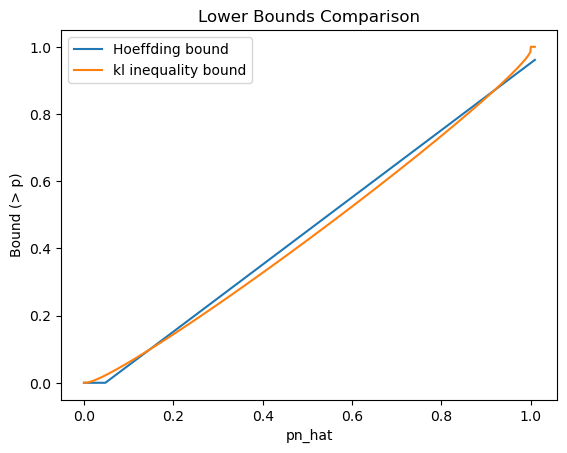 Lower Bounds Comparison
Hoeffding bound
kl inequality bound
Bound (> p)
1.0
0.8
0.6
0.4
0.2
0.0
0.0 0.2 0.4 0.6 0.8 1.0
pn_hat